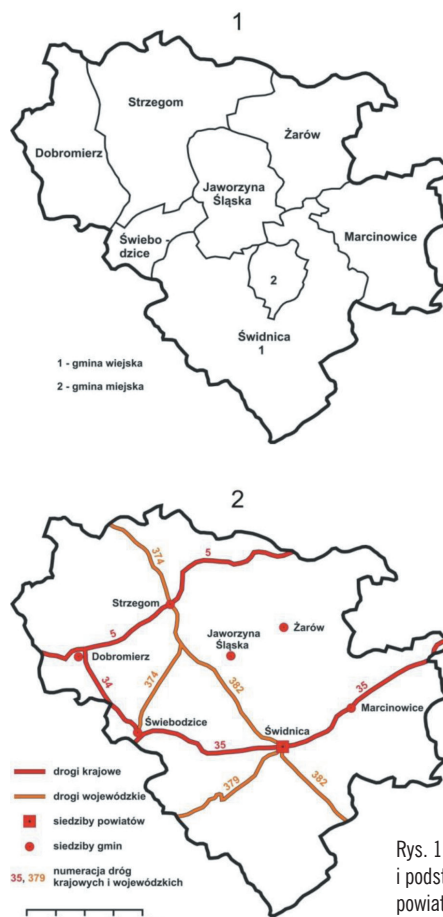 1
Strzegom
Żarów
Dobromierz
Jaworzyna
Śląska
Marcinowice
Świebo -
dzice
2
Świdnica
1
1 - gmina wiejska
2 - gmina miejska
2
374
5
Strzegom
Żarów
Jaworzyna
Śląska
5
Dobromierz
34
374
382
35
Marcinowice
Świebodzice
Świdnica
35
379
382
drogi krajowe
drogi wojewódzkie
siedziby powiatów
siedziby gmin
35, 379 numeracja dróg
krajowych i wojewódzkich
Rys. 1
i podst
powiat